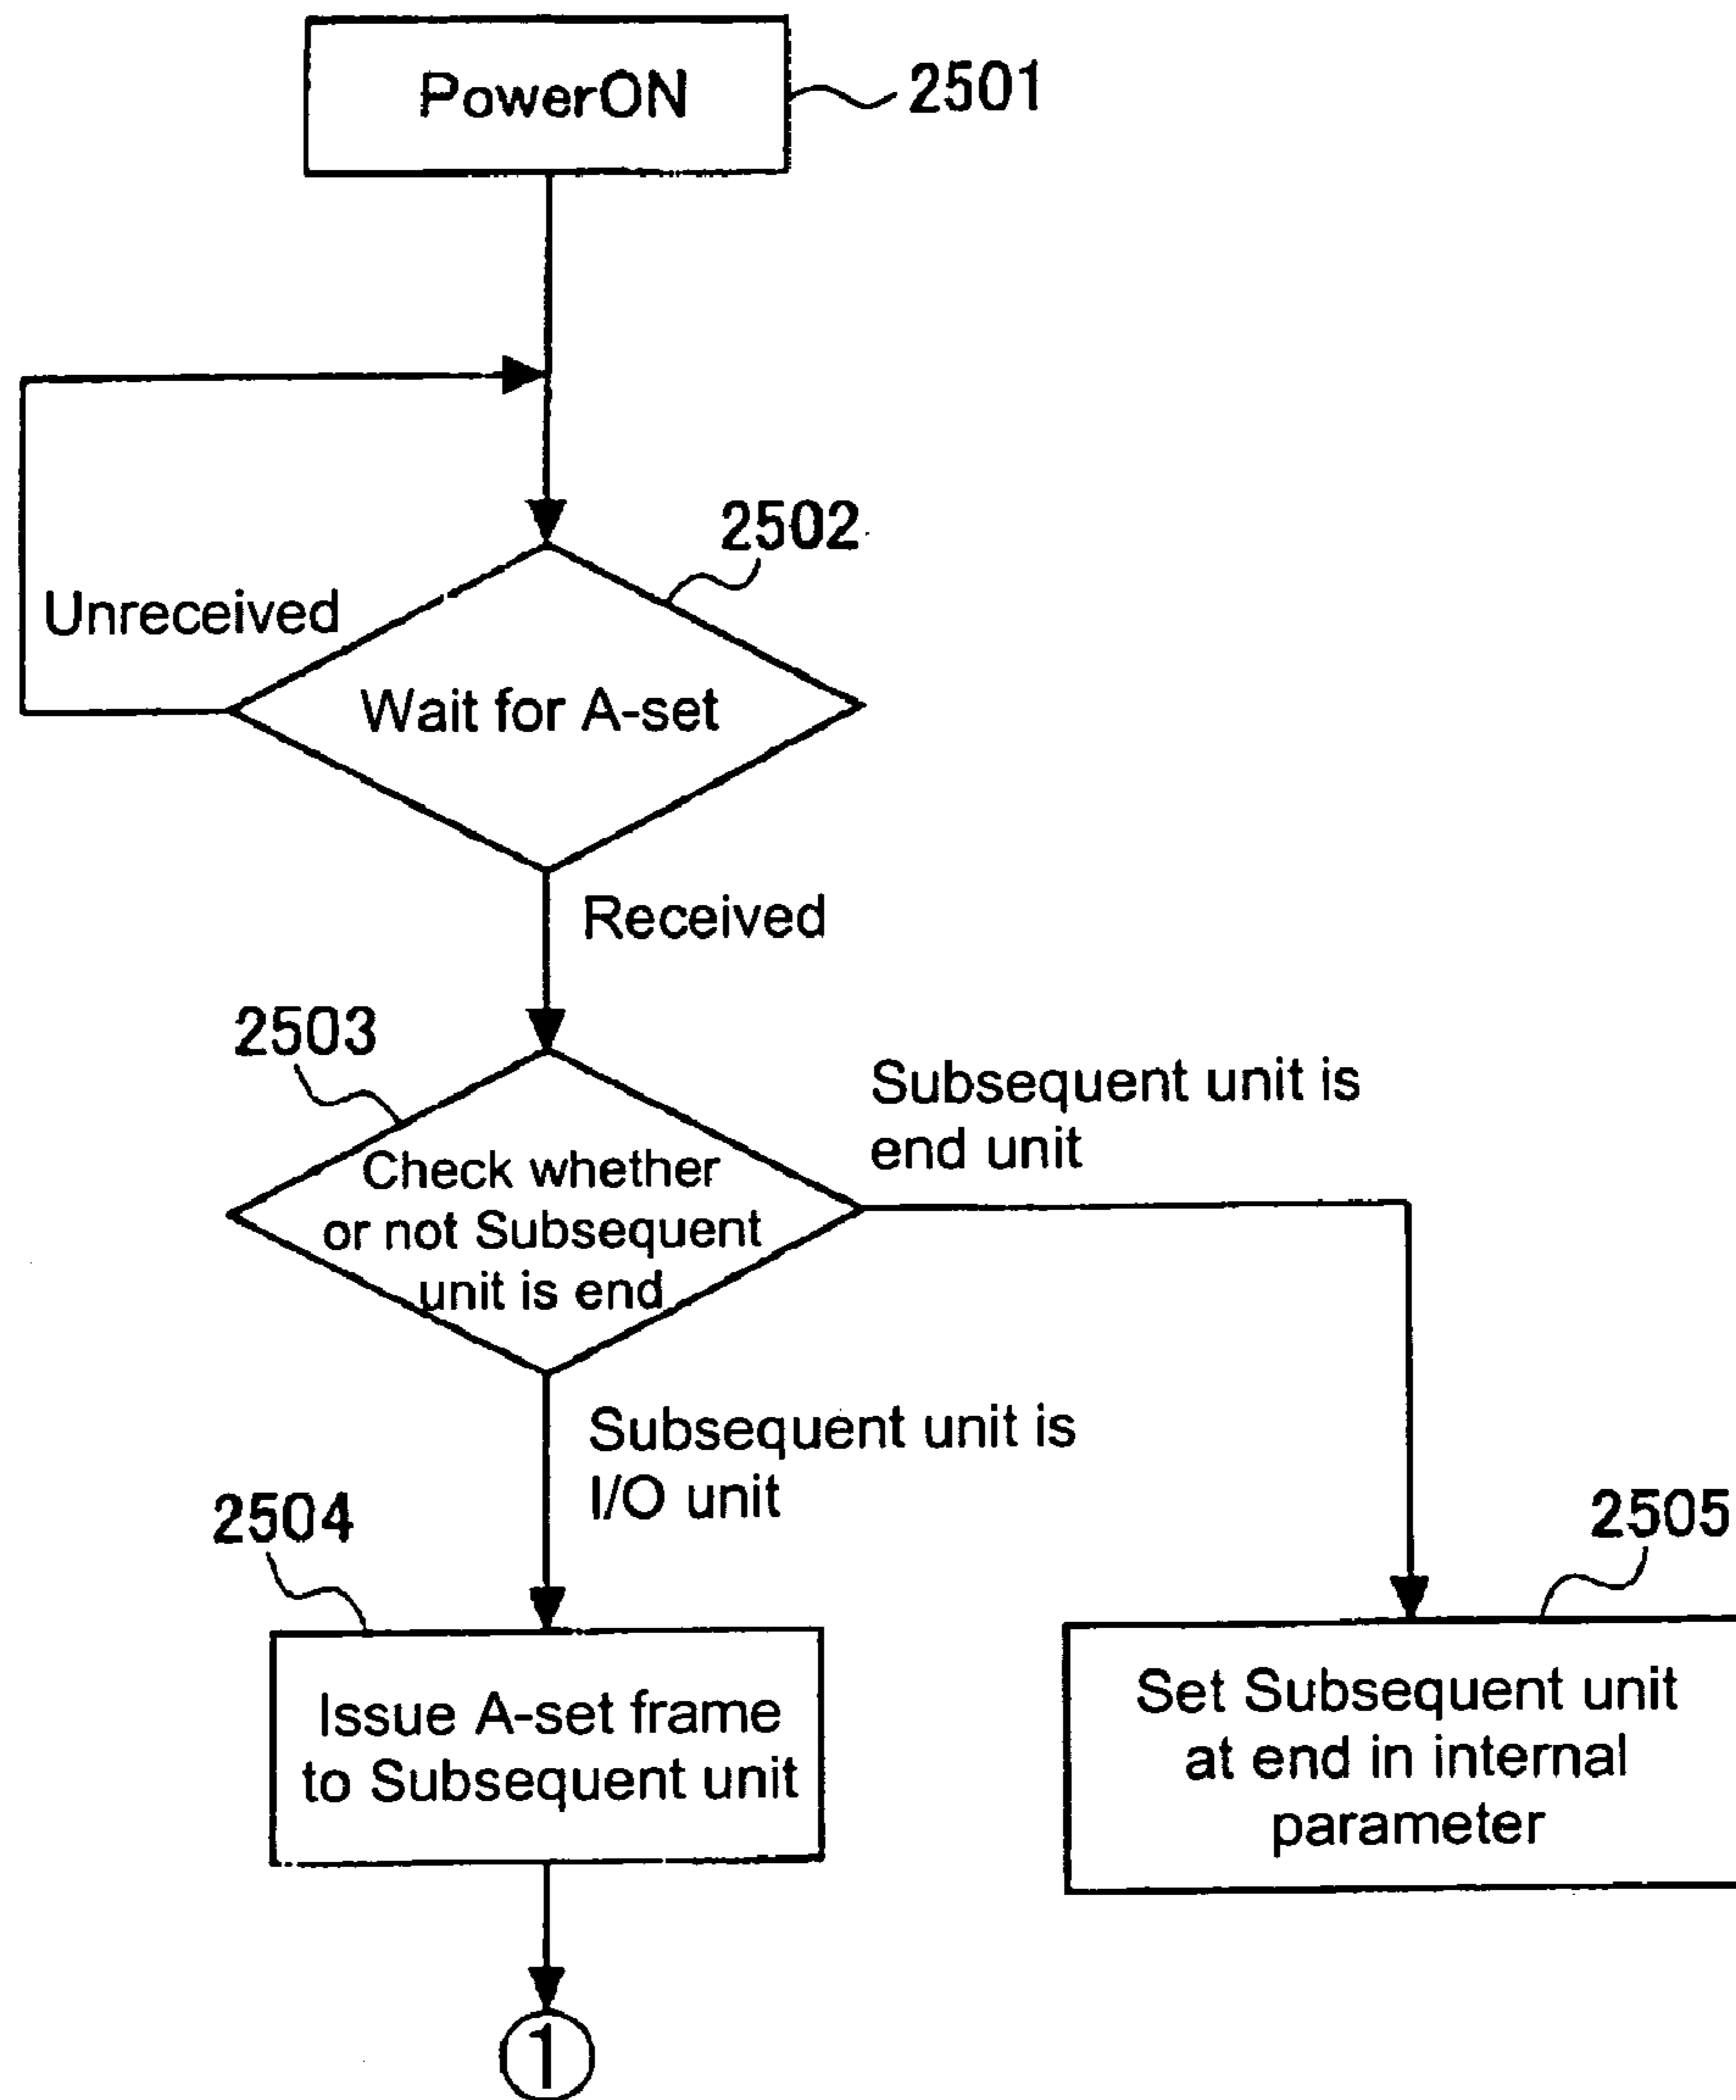 PowerON
2501
2502
Unreceived
Wait for A-set
Received
2503
Subsequent unit is
end unit
Check whether
or not Subsequent
unit is end
Subsequent unit is
I/O unit
2504
2505
Issue A-set frame
to Subsequent unit
Set Subsequent unit
at end in internal
parameter
1